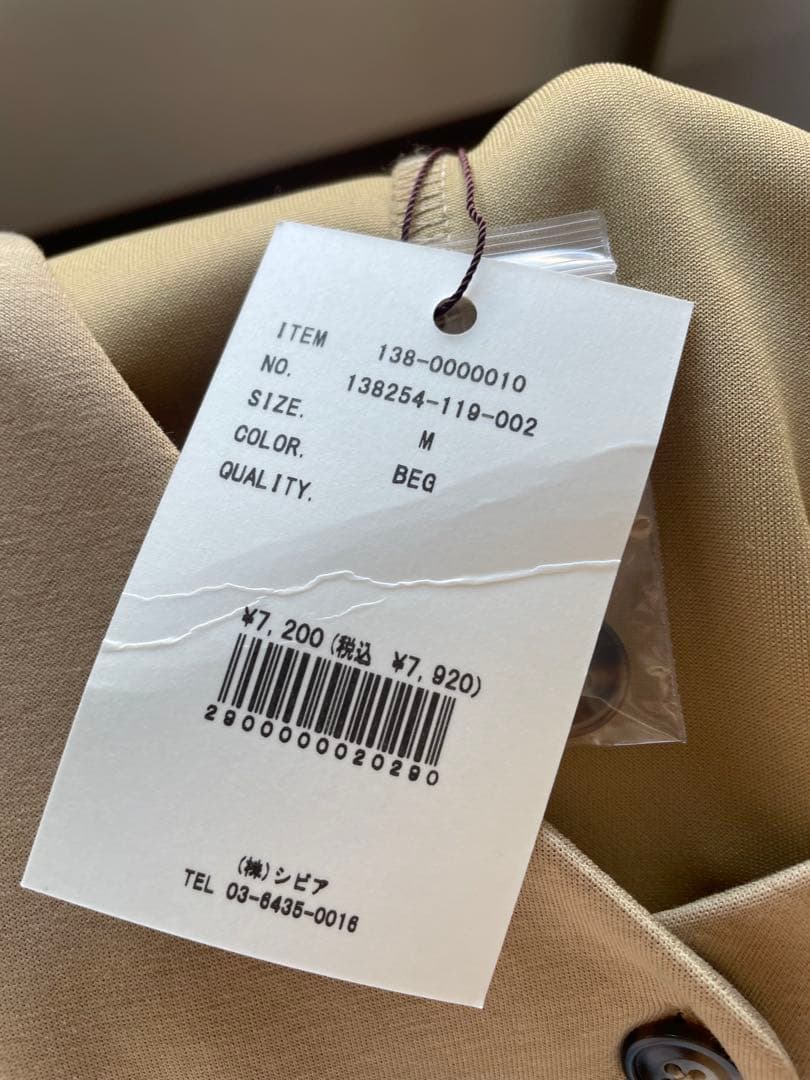 ITEM 138-0000010
NO. 138254-119-002
SIZE. M
COLOR. BEG
QUALITY.
¥7,200(税込 ¥7,920)
2900000020290
(株)シビア
TEL 03-6435-0016